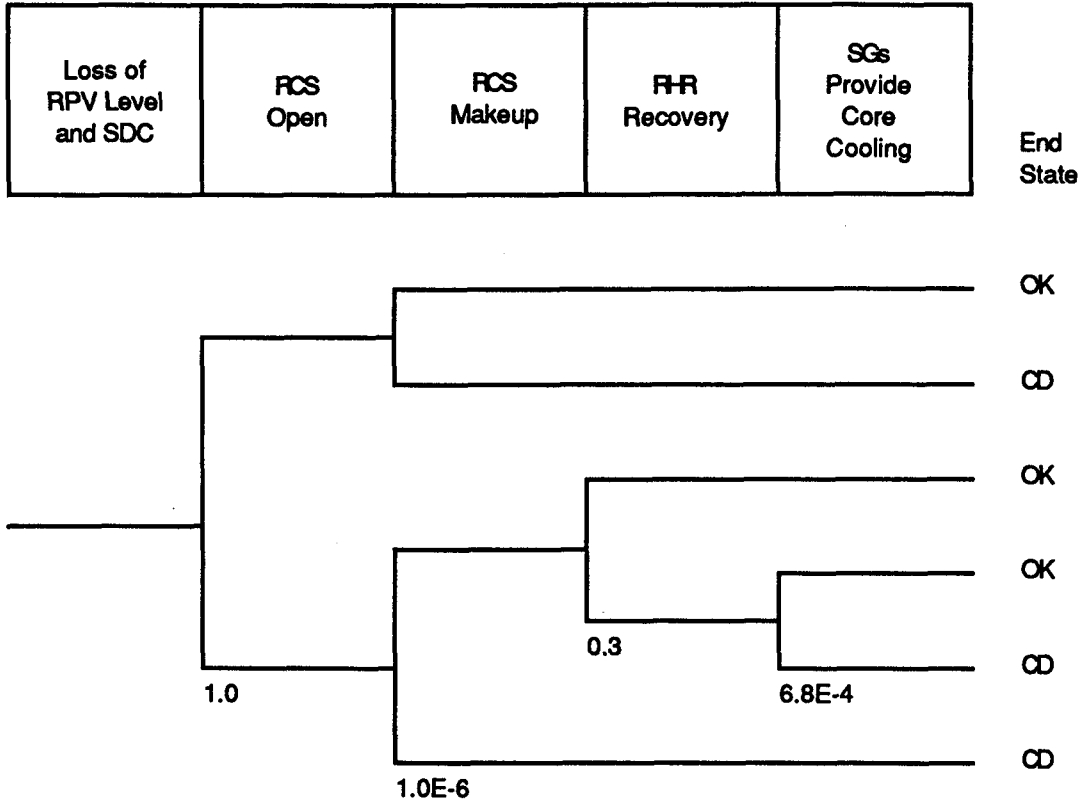 Loss of
RPV Level
and SDC
RCS
Open
RCS
Makeup
RHR
Recovery
SGs
Provide
Core
Cooling
End
State
OK
CD
OK
OK
0.3
CD
1.0
6.8E-4
CD
1.0E-6